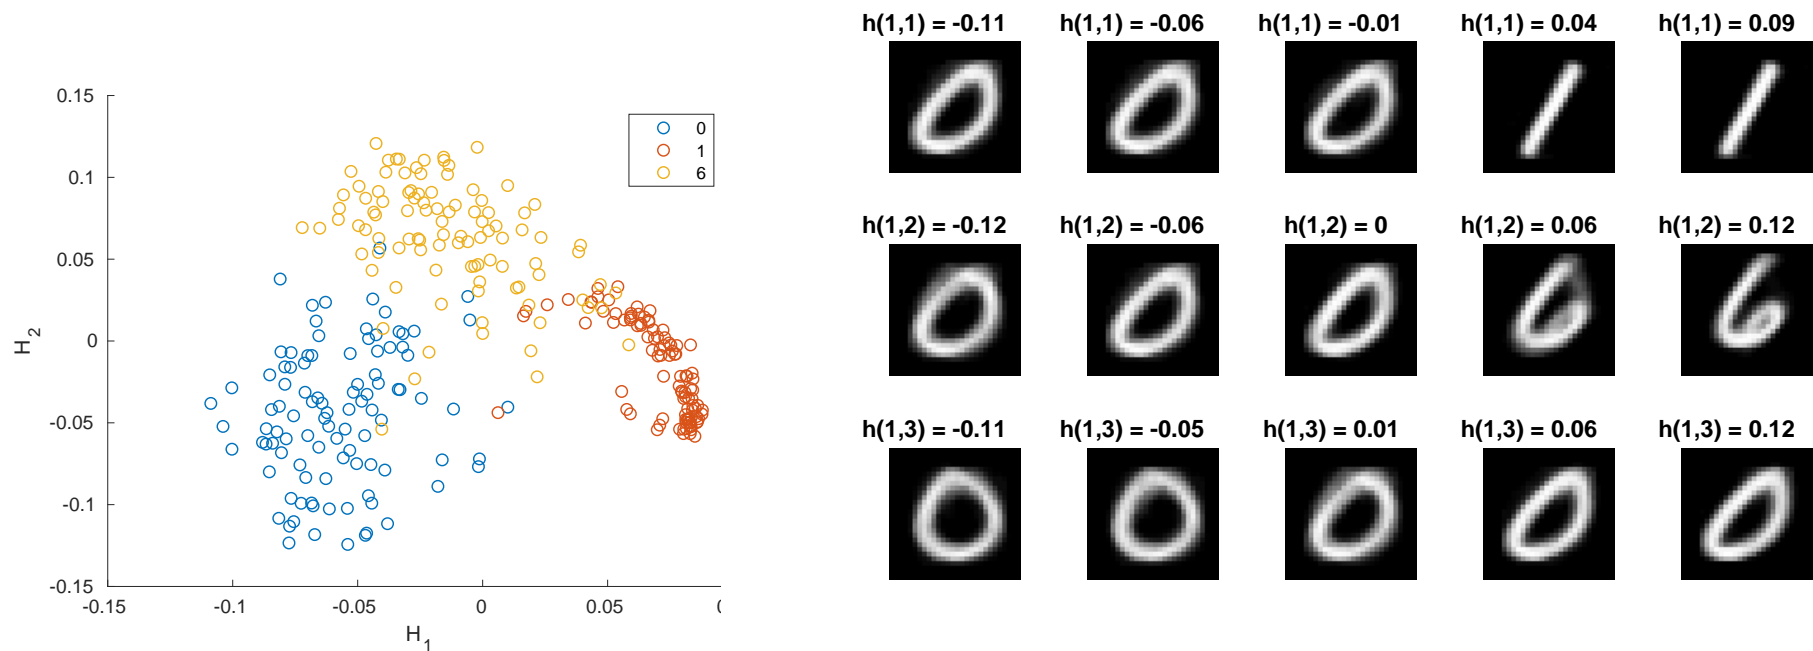 h(1,1) = -0.11 h(1,1) = -0.06 h(1,1) = -0.01 h(1,1) = 0.04 h(1,1) = 0.09
0.15
0
1
6
0.1
0.05
0
-0.05
-0.1
-0.15
H2
-0.15 -0.1 -0.05 0 0.05
H1
h(1,2) = -0.12 h(1,2) = -0.06 h(1,2) = 0 h(1,2) = 0.06 h(1,2) = 0.12
h(1,3) = -0.11 h(1,3) = -0.05 h(1,3) = 0.01 h(1,3) = 0.06 h(1,3) = 0.12